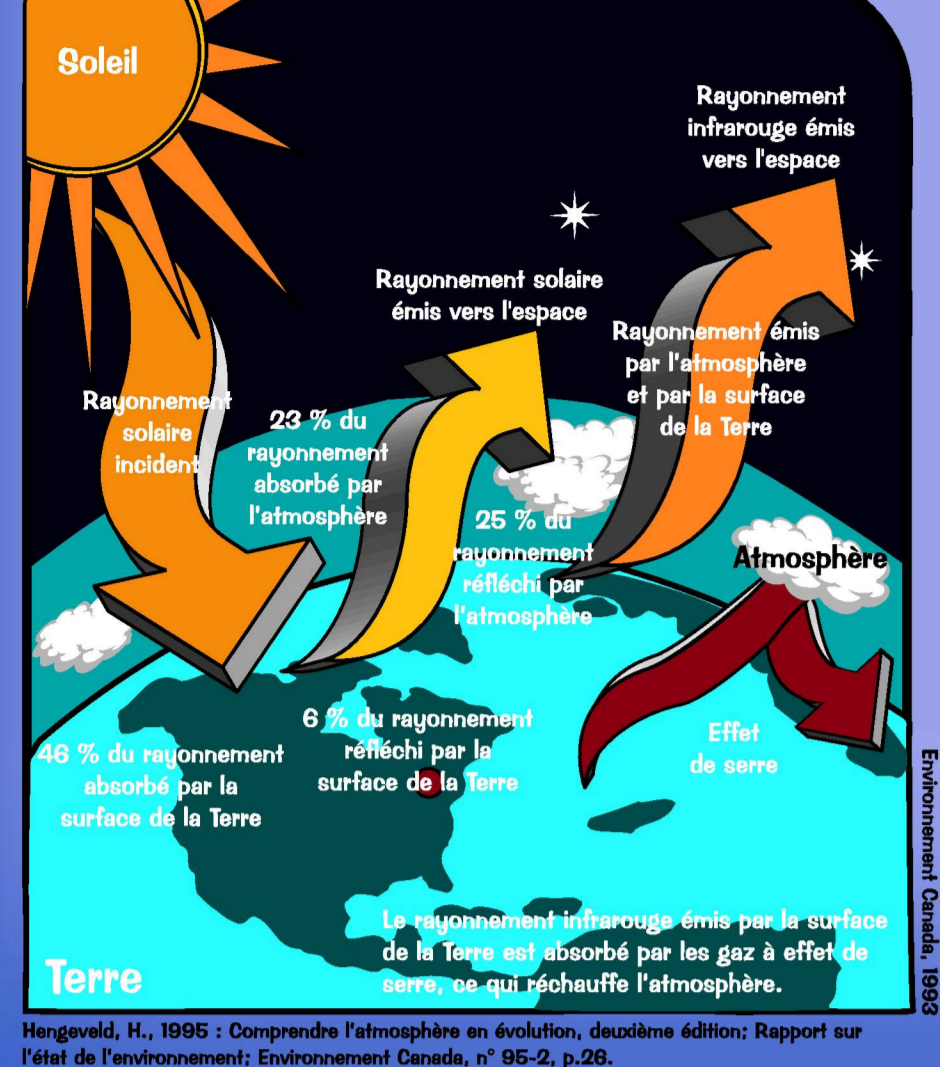 Soleil
Rayonnement
infrarouge émis
vers l'espace
Rayonnement solaire
émis vers l'espace
Rayonnement émis
par l'atmosphère
et par la surface
de la Terre
Rayonnement
solaire
incident
23 % du
rayonnement
absorbé par
l'atmosphère
25 % du
rayonnement
réfléchi par
l'atmosphère
Atmosphère
6 % du rayonnement
réfléchi par la
surface de la Terre
Effet
de serre
46 % du rayonnement
absorbé par la
surface de la Terre
Le rayonnement infrarouge émis par la surface
de la Terre est absorbé par les gaz à effet de
serre, ce qui réchauffe l'atmosphère.
Terre
Environnement Canada, 1993
Hengeveld, H., 1995 : Comprendre l'atmosphère en évolution, deuxième édition; Rapport sur
l'état de l'environnement; Environnement Canada, n° 95-2, p.26.